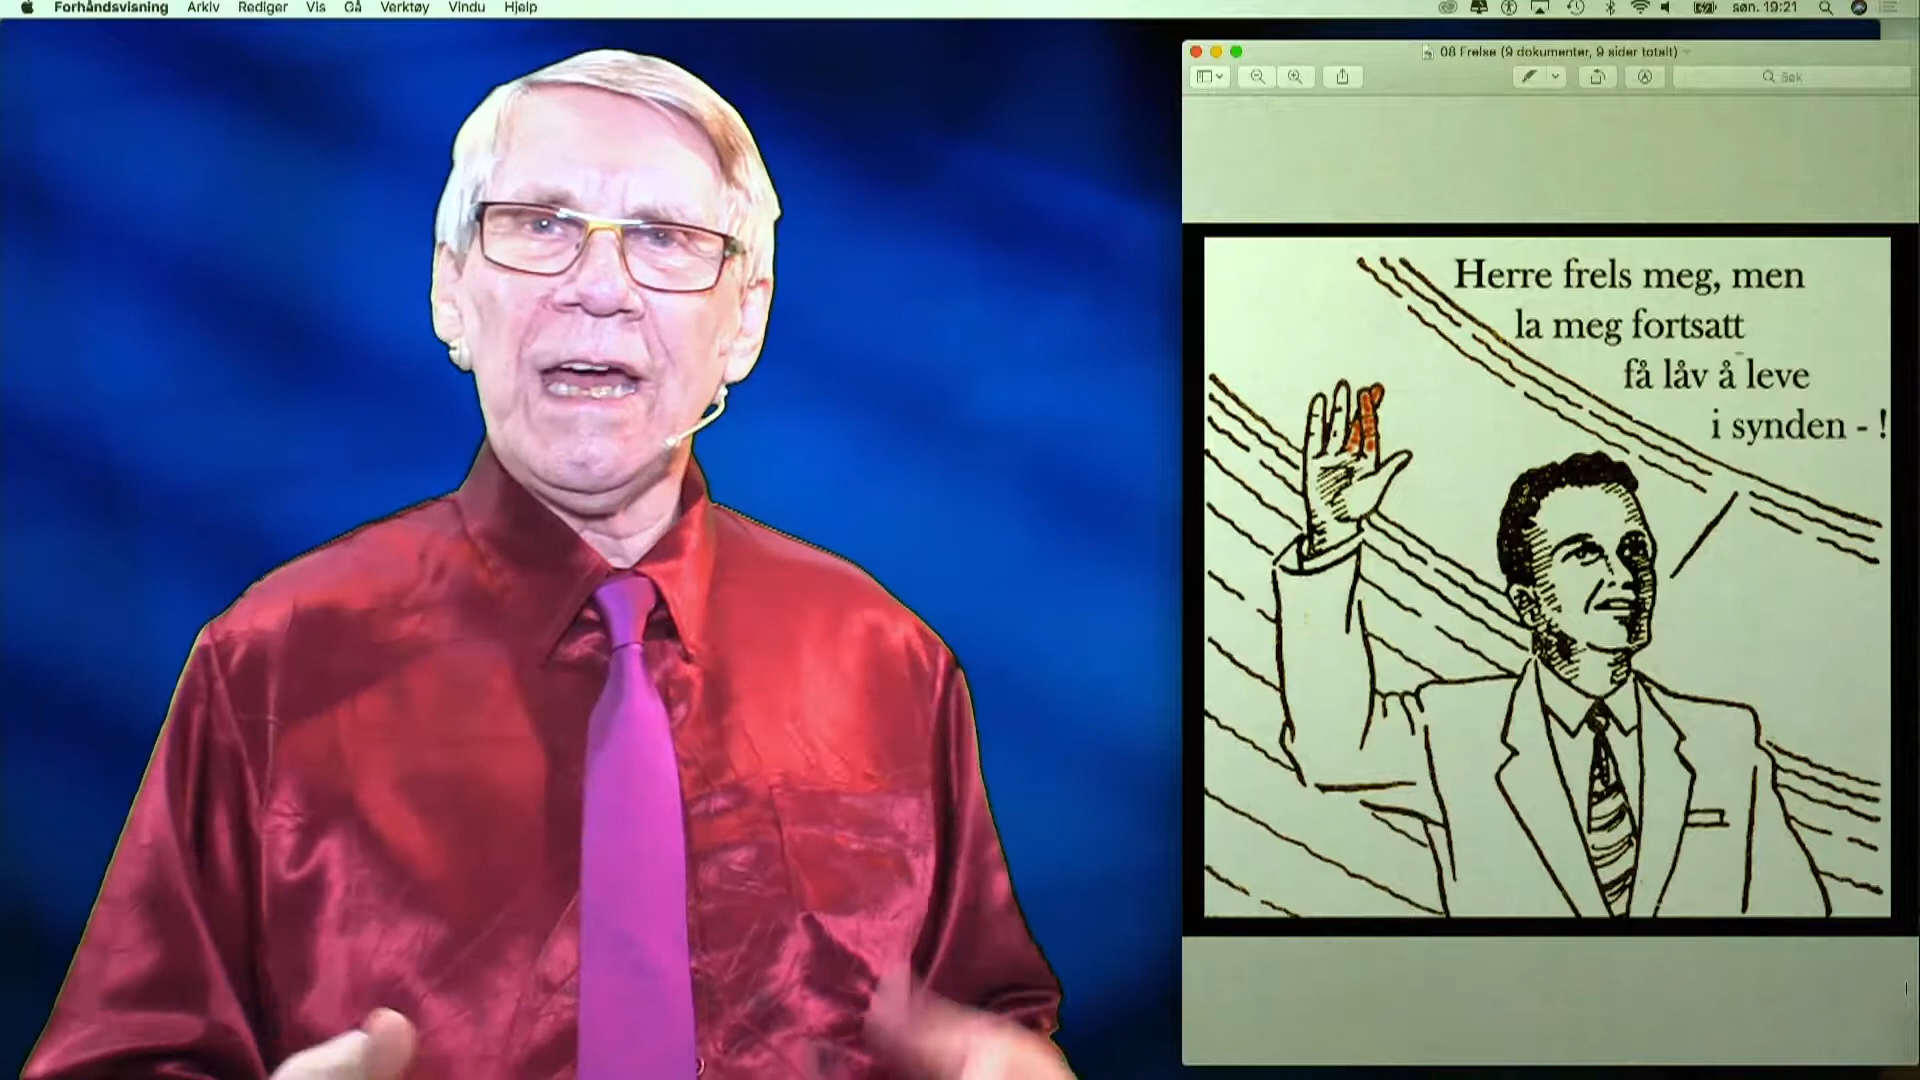 Forhåndsvisning Arkiv Rediger Vis Gå Verktøy Vindu Hjelp søn. 19:21
08 Frelse (9 dokumenter, 9 sider totalt)
Søk
Herre frels meg, men
la meg fortsatt
få låv å leve
i synden - !